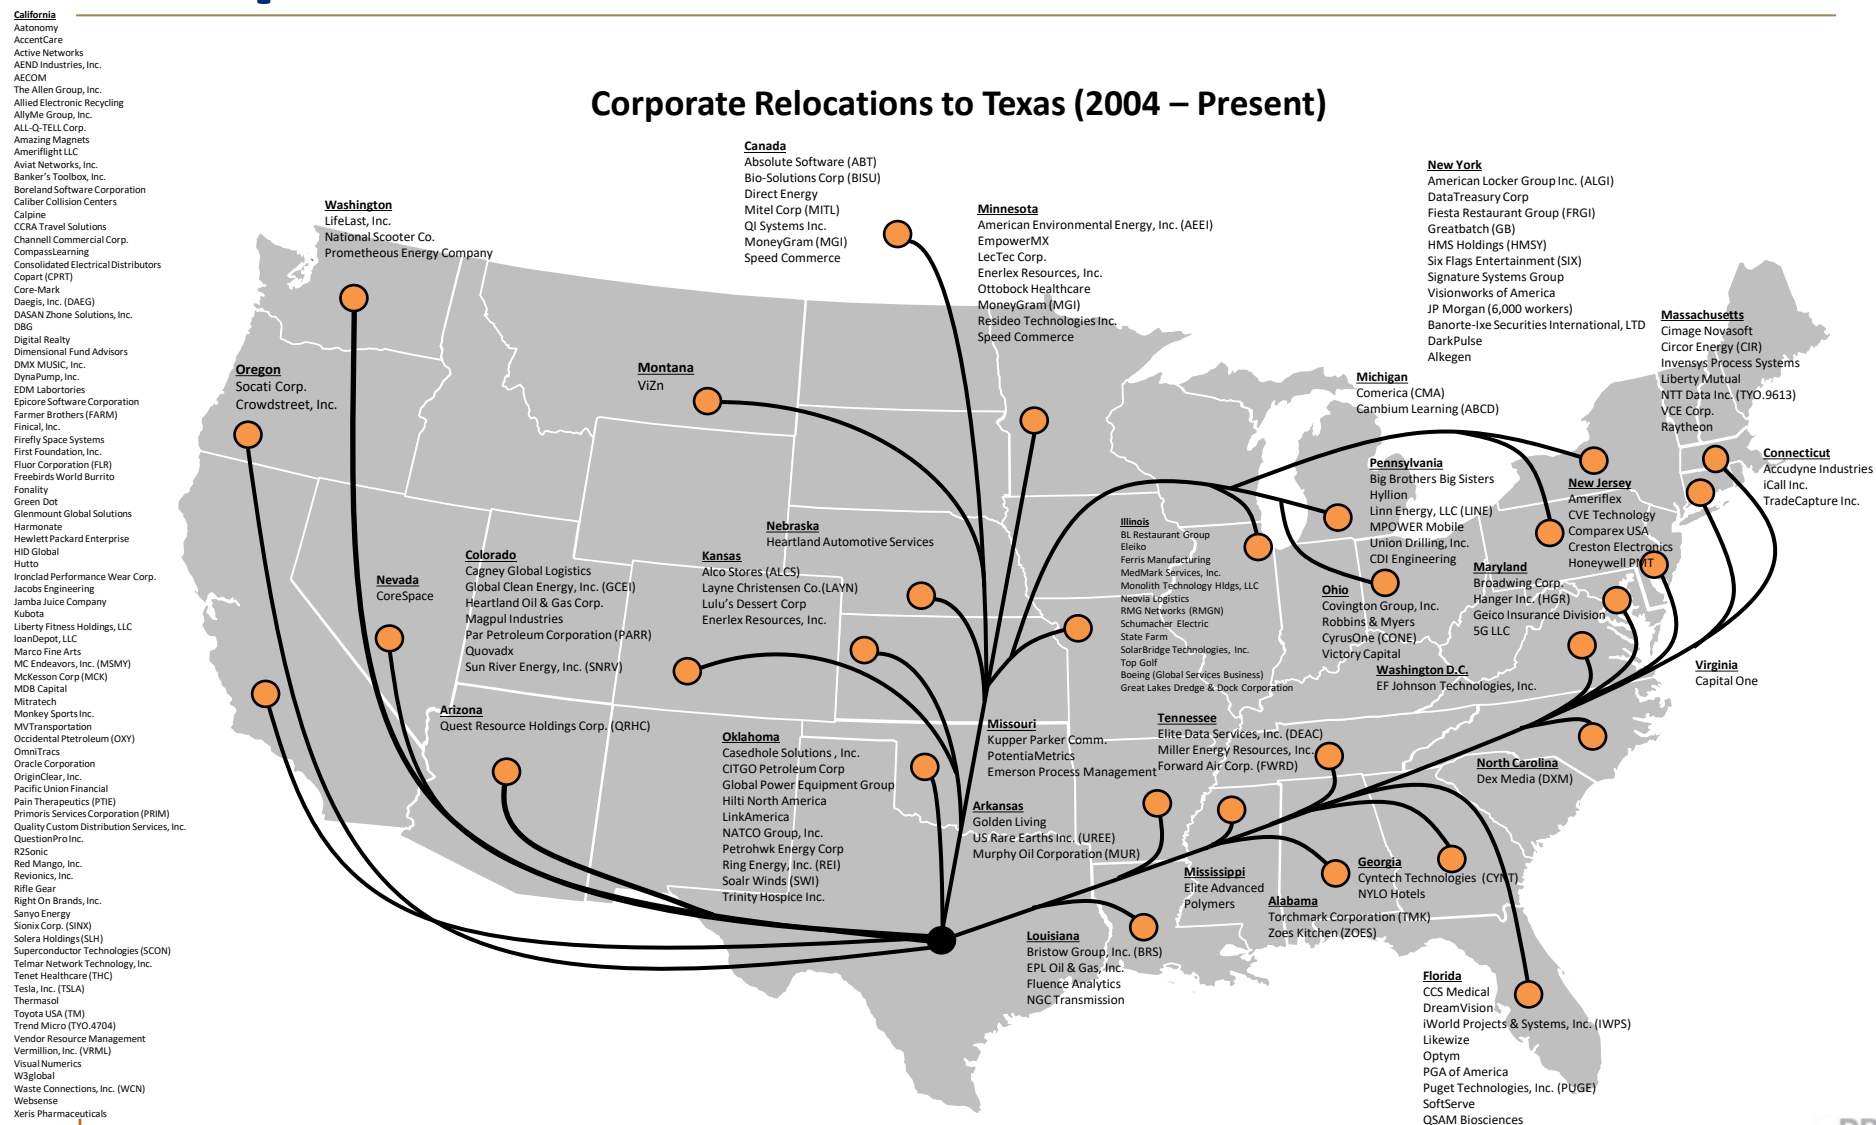 California
Aatonomy
AccentCare
Active Networks
AEND Industries, Inc.
AECOM
The Allen Group, Inc.
Allied Electronic Recycling
AllyMe Group, Inc.
ALL-Q-TELL Corp.
Amazing Magnets
Ameriflight LLC
Aviat Networks, Inc.
Banker's Toolbox, Inc.
Boreland Software Corporation
Caliber Collision Centers
Calpine
CCRA Travel Solutions
Channell Commercial Corp.
CompassLearning
Consolidated Electrical Distributors
Copart (CPRT)
Core-Mark
Daegis, Inc. (DAEG)
DASAN Zhone Solutions, Inc.
DBG
Digital Realty
Dimensional Fund Advisors
DMX MUSIC, Inc.
DynaPump, Inc.
EDM Labortories
Epicore Software Corporation
Farmer Brothers (FARM)
Finical, Inc.
Firefly Space Systems
First Foundation, Inc.
Fluor Corporation (FLR)
Freebirds World Burrito
Fonality
Green Dot
Glenmount Global Solutions
Harmonate
Hewlett Packard Enterprise
HID Global
Hutto
Ironclad Performance Wear Corp.
Jacobs Engineering
Jamba Juice Company
Kubota
Liberty Fitness Holdings, LLC
loanDepot, LLC
Marco Fine Arts
MC Endeavors, Inc. (MSMY)
McKesson Corp (MCK)
MDB Capital
Mitratech
Monkey Sports Inc.
MVTransportation
Occidental Ptetroleum (OXY)
OmniTracs
Oracle Corporation
OriginClear, Inc.
Pacific Union Financial
Pain Therapeutics (PTIE)
Primoris Services Corporation (PRIM)
Quality Custom Distribution Services, Inc.
QuestionPro Inc.
R2Sonic
Red Mango, Inc.
Revionics, Inc.
Rifle Gear
Right On Brands, Inc.
Sanyo Energy
Sionix Corp. (SINX)
Solera Holdings (SLH)
Superconductor Technologies (SCON)
Telmar Network Technology, Inc.
Tenet Healthcare (THC)
Tesla, Inc. (TSLA)
Thermasol
Toyota USA (TM)
Trend Micro (TYO.4704)
Vendor Resource Management
Vermillion, Inc. (VRML)
Visual Numerics
W3global
Waste Connections, Inc. (WCN)
Websense
Xeris Pharmaceuticals
Corporate Relocations to Texas (2004 – Present)
Washington
LifeLast, Inc.
National Scooter Co.
Prometheous Energy Company
Oregon
Socati Corp.
Crowdstreet, Inc.
Montana
ViZn
Canada
Absolute Software (ABT)
Bio-Solutions Corp (BISU)
Direct Energy
Mitel Corp (MITL)
QI Systems Inc.
MoneyGram (MGI)
Speed Commerce
Minnesota
American Environmental Energy, Inc. (AEEI)
EmpowerMX
LecTec Corp.
Enerlex Resources, Inc.
Ottobock Healthcare
MoneyGram (MGI)
Resideo Technologies Inc.
Speed Commerce
New York
American Locker Group Inc. (ALGI)
DataTreasury Corp
Fiesta Restaurant Group (FRGI)
Greatbatch (GB)
HMS Holdings (HMSY)
Six Flags Entertainment (SIX)
Signature Systems Group
Visionworks of America
JP Morgan (6,000 workers)
Banorte-Ixe Securities International, LTD
DarkPulse
Alkegen
Massachusetts
Cimage Novasoft
Circor Energy (CIR)
Invensys Process Systems
Liberty Mutual
NTT Data Inc. (TYO.9613)
VCE Corp.
Raytheon
Michigan
Comerica (CMA)
Cambium Learning (ABCD)
Connecticut
Accudyne Industries
iCall Inc.
TradeCapture Inc.
Pennsylvania
Big Brothers Big Sisters
Hyllion
Linn Energy, LLC (LINE)
MPOWER Mobile
Union Drilling, Inc.
CDI Engineering
New Jersey
Ameriflex
CVE Technology
Comparex USA
Creston Electronics
Honeywell PMT
Nevada
CoreSpace
Colorado
Cagney Global Logistics
Global Clean Energy, Inc. (GCEI)
Heartland Oil & Gas Corp.
Magpul Industries
Par Petroleum Corporation (PARR)
Quovadx
Sun River Energy, Inc. (SNRV)
Nebraska
Heartland Automotive Services
Kansas
Alco Stores (ALCS)
Layne Christensen Co.(LAYN)
Lulu's Dessert Corp
Enerlex Resources, Inc.
Illinois
BL Restaurant Group
Eleiko
Ferris Manufacturing
MedMark Services, Inc.
Monolith Technology Hldgs, LLC
Neovia Logistics
RMG Networks (RMGN)
Schumacher Electric
State Farm
SolarBridge Technologies, Inc.
Top Golf
Boeing (Global Services Business)
Great Lakes Dredge & Dock Corporation
Ohio
Covington Group, Inc.
Robbins & Myers
CyrusOne (CONE)
Victory Capital
Maryland
Broadwing Corp.
Hanger Inc. (HGR)
Geico Insurance Division
5G LLC
Washington D.C.
EF Johnson Technologies, Inc.
Virginia
Capital One
Arizona
Quest Resource Holdings Corp. (QRHC)
Oklahoma
Casedhole Solutions , Inc.
CITGO Petroleum Corp
Global Power Equipment Group
Hilti North America
LinkAmerica
NATCO Group, Inc.
Petrohwk Energy Corp
Ring Energy, Inc. (REI)
Soalr Winds (SWI)
Trinity Hospice Inc.
Missouri
Kupper Parker Comm.
PotentiaMetrics
Emerson Process Management
Tennessee
Elite Data Services, Inc. (DEAC)
Miller Energy Resources, Inc.
Forward Air Corp. (FWRD)
North Carolina
Dex Media (DXM)
Arkansas
Golden Living
US Rare Earths Inc. (UREE)
Murphy Oil Corporation (MUR)
Mississippi
Elite Advanced
Polymers
Georgia
Cyntech Technologies (CYNT)
NYLO Hotels
Alabama
Torchmark Corporation (TMK)
Zoes Kitchen (ZOES)
Louisiana
Bristow Group, Inc. (BRS)
EPL Oil & Gas, Inc.
Fluence Analytics
NGC Transmission
Florida
CCS Medical
DreamVision
iWorld Projects & Systems, Inc. (IWPS)
Likewize
Optym
PGA of America
Puget Technologies, Inc. (PUGE)
SoftServe
QSAM Biosciences